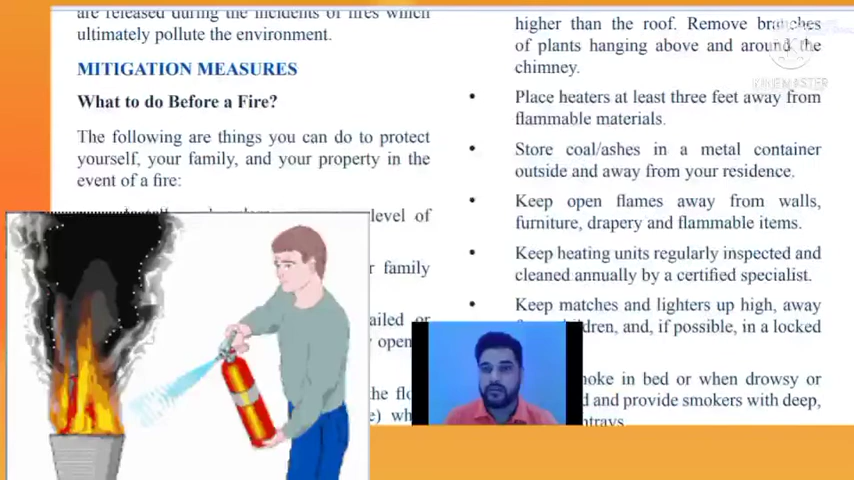 are released during the incidents of fires which
ultimately pollute the environment.
MITIGATION MEASURES
What to do Before a Fire?
The following are things you can do to protect
yourself, your family, and your property in the
event of a fire:
level of
family
or
open
the
higher than the roof. Remove branches
of plants hanging above and around the
chimney.
• Place heaters at least three feet away from
flammable materials.
• Store coal/ashes in a metal container
outside and away from your residence.
• Keep open flames away from walls,
furniture, drapery and flammable items.
• Keep heating units regularly inspected and
cleaned annually by a certified specialist.
• Keep matches and lighters up high, away
and, if possible, in a locked
in bed or when drowsy or
and provide smokers with deep,
KINEMASTER